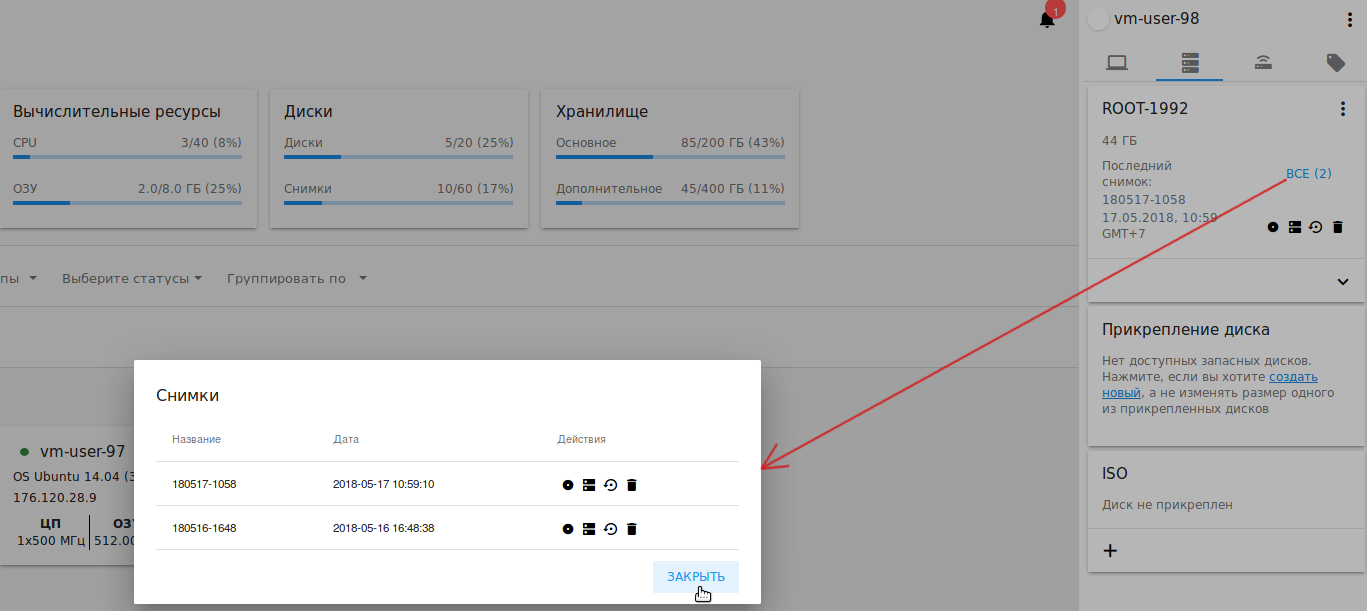 1
vm-user-98
Вычислительные ресурсы
CPU 3/40 (8%)
ОЗУ 2.0/8.0 ГБ (25%)
Диски
Диски 5/20 (25%)
Снимки 10/60 (17%)
Хранилище
Основное 85/200 ГБ (43%)
Дополнительное 45/400 ГБ (11%)
пы Выберите статусы Группировать по
vm-user-97
OS Ubuntu 14.04 (3
176.120.28.9
ЦП ОЗУ
1x500 МГц 512.00
Снимки
Название Дата Действия
180517-1058 2018-05-17 10:59:10
180516-1648 2018-05-16 16:48:38
ЗАКРЫТЬ
ROOT-1992
44 ГБ
Последний
снимок:
ВСЕ (2)
180517-1058
17.05.2018, 10:59
GMT+7
Прикрепление диска
Нет доступных запасных дисков.
Нажмите, если вы хотите создать
новый, а не изменять размер одного
из прикрепленных дисков
ISO
Диск не прикреплен